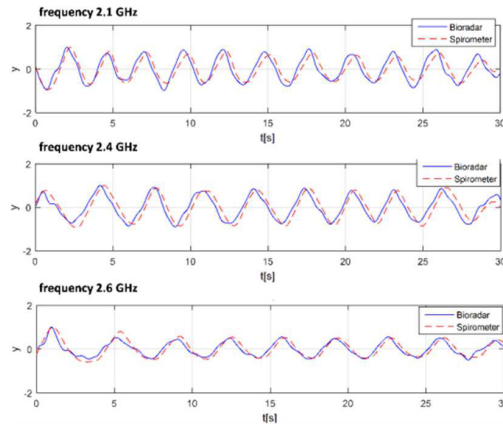 frequency 2.1 GHz
2
y
0
-2
0 5 10 15 20 25 30
t[s]
Bioradar
Spirometer
frequency 2.4 GHz
2
y
0
-2
0 5 10 15 20 25 30
t[s]
Bioradar
Spirometer
frequency 2.6 GHz
2
y
0
-2
0 5 10 15 20 25 30
t[s]
Bioradar
Spirometer